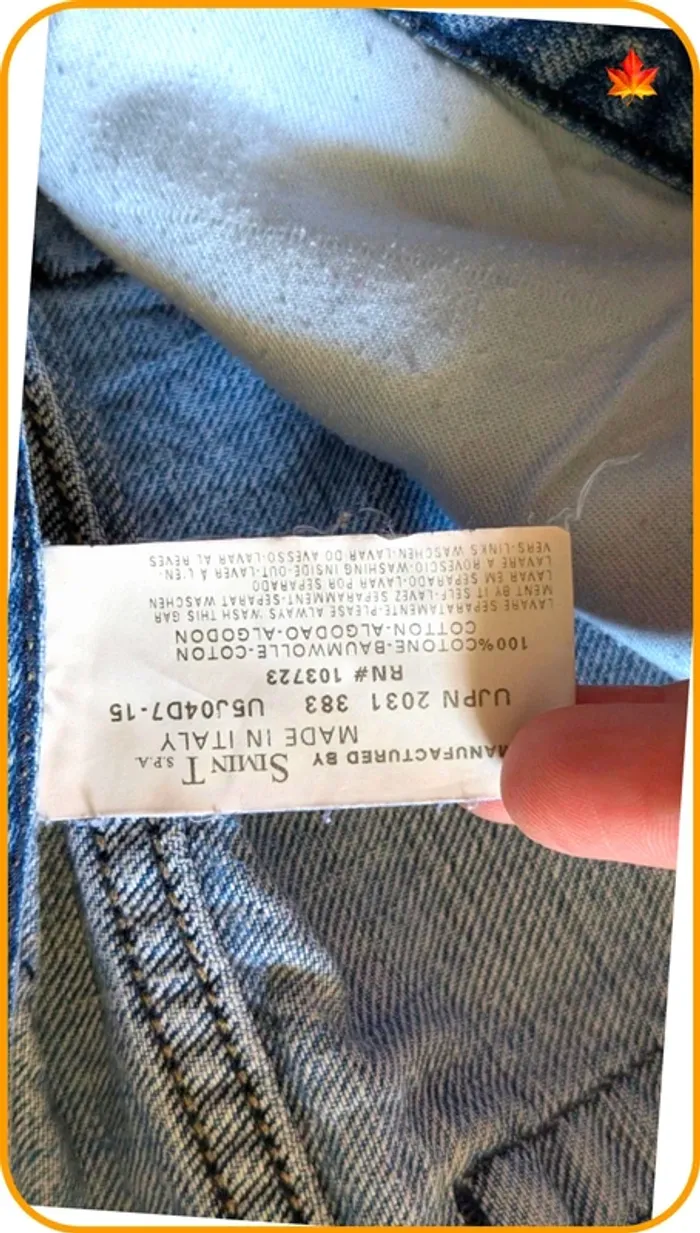 MANUFACTURED BY SIMINT S.P.A.
MADE IN ITALY
UJPN 2031 383 U5J04D7-15
RN# 103723
100%COTONE-BAUMWOLLE-COTON
COTTON-ALGODAO-ALGODON
LAVARE SEPARATAMENTE-PLEASE ALWAYS WASH THIS GAR
MENT BY IT SELF-LAVEZ SEPARAMMENT-SEPARAT WASCHEN
LAVAR EM SEPARADO-LAVAR POR SEPARADO
LAVARE A ROVESCIO-WASHING INSIDE-OUT-LAVER À L'EN-
VERS-LINKS WASCHEN-LAVAR DO AVESSO-LAVAR AL REVES